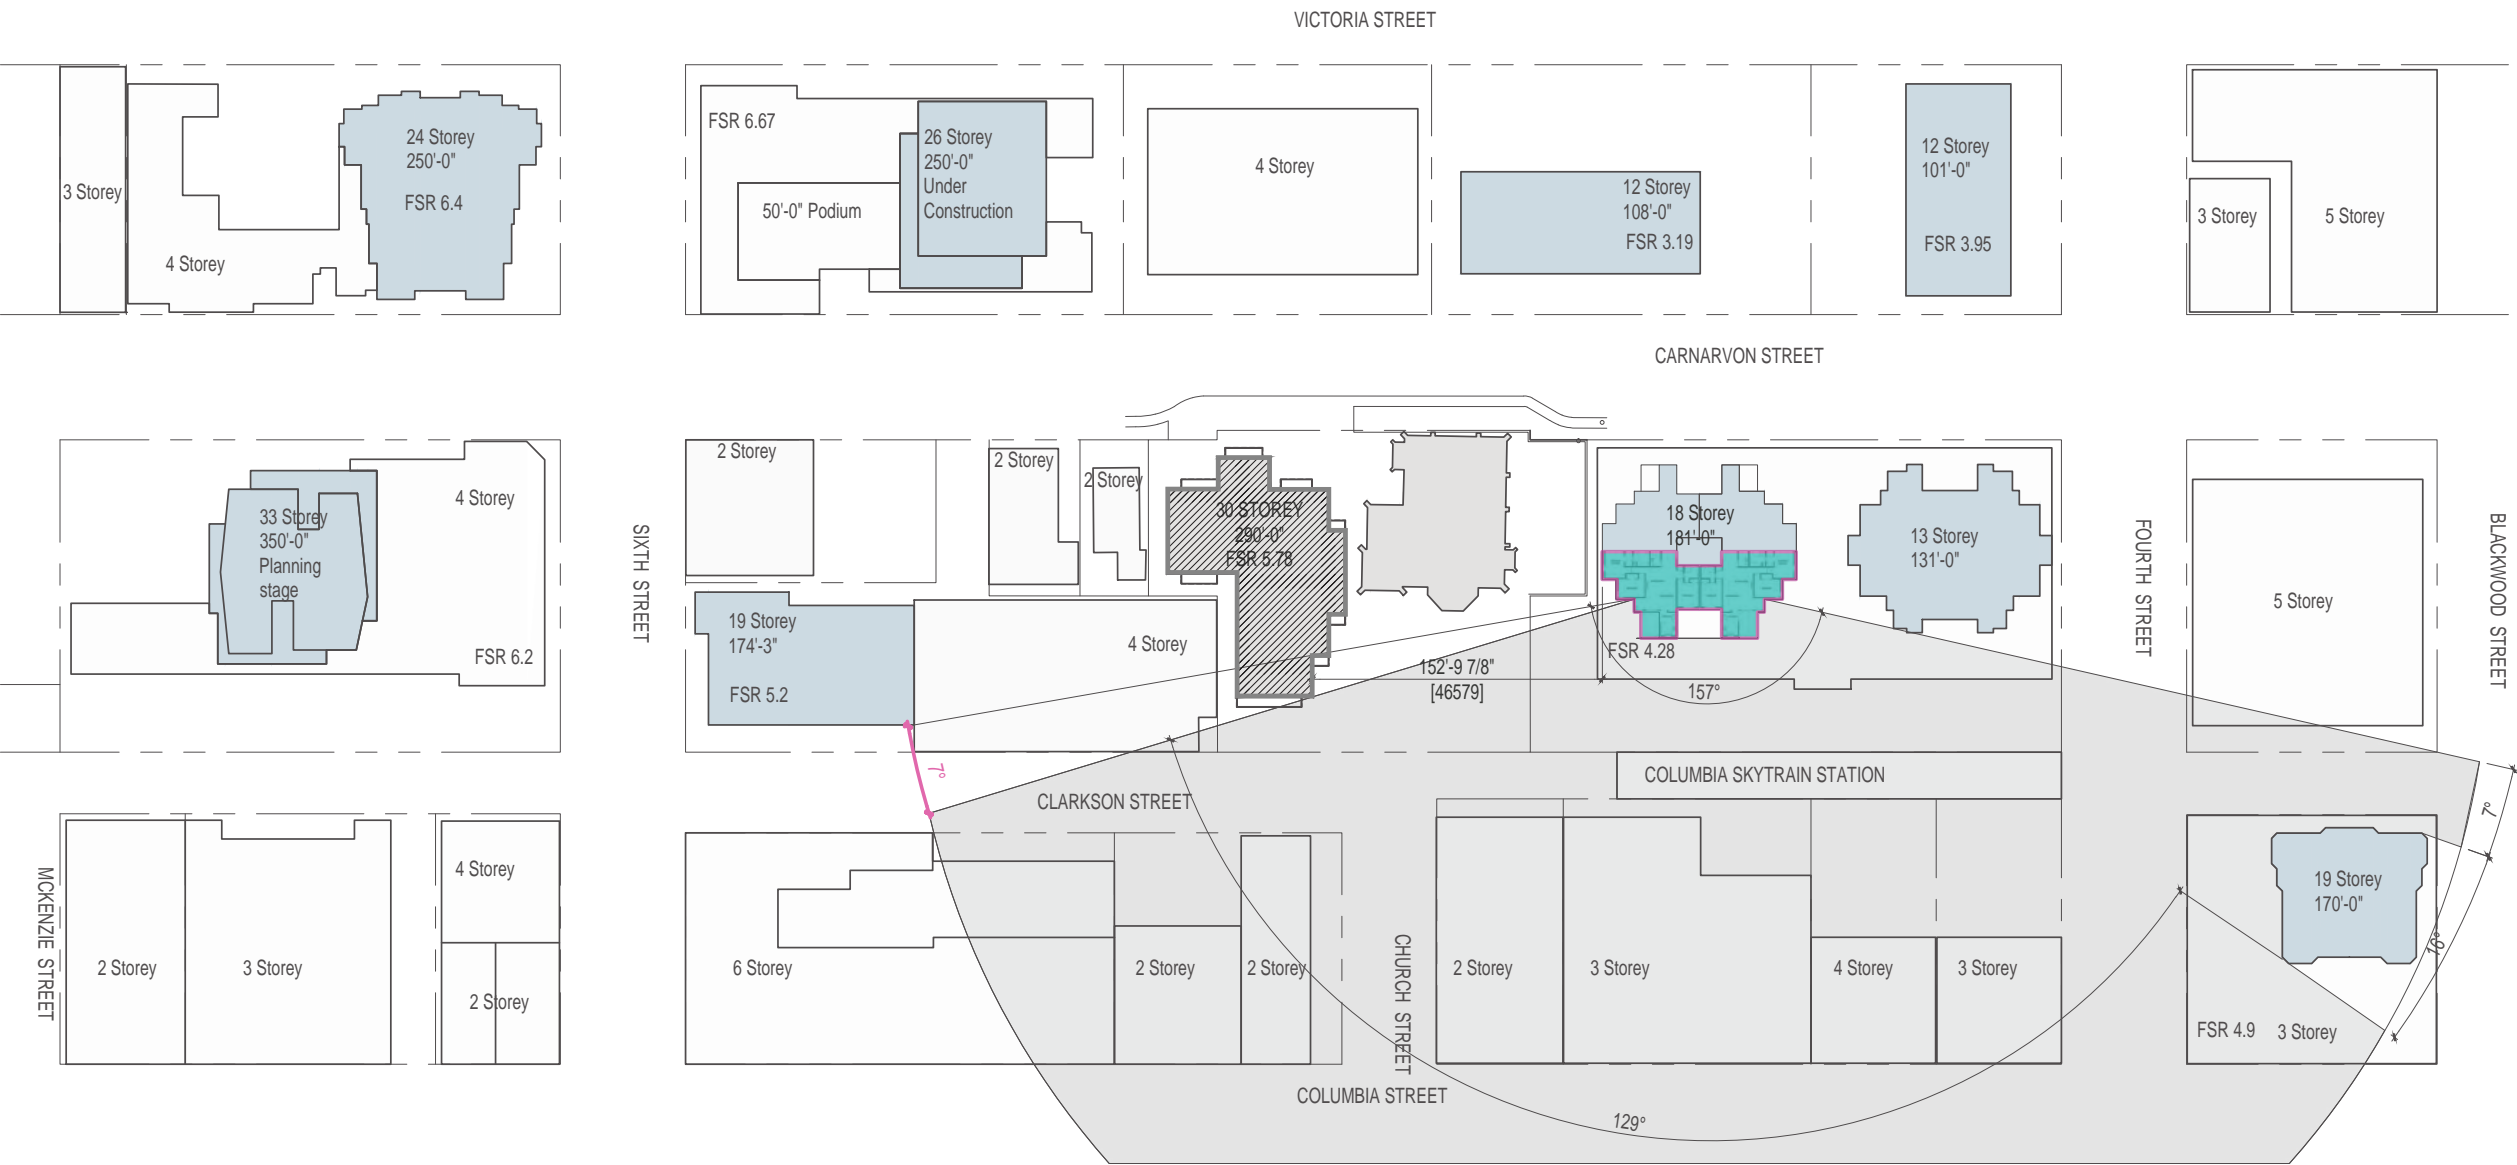 VICTORIA STREET
3 Storey
4 Storey
24 Storey
250'-0"
FSR 6.4
FSR 6.67
50'-0" Podium
26 Storey
250'-0"
Under
Construction
4 Storey
12 Storey
108'-0"
FSR 3.19
12 Storey
101'-0"
FSR 3.95
3 Storey
5 Storey
CARNARVON STREET
33 Storey
350'-0"
Planning
stage
4 Storey
FSR 6.2
SIXTH STREET
2 Storey
2 Storey
2 Storey
30 STOREY
290'-0"
FSR 5.78
19 Storey
174'-3"
FSR 5.2
4 Storey
18 Storey
181'-0"
FSR 4.28
13 Storey
131'-0"
152'-9 7/8"
[46579]
157°
FOURTH STREET
5 Storey
BLACKWOOD STREET
7°
CLARKSON STREET
COLUMBIA SKYTRAIN STATION
7°
MCKENZIE STREET
2 Storey
3 Storey
4 Storey
2 Storey
6 Storey
2 Storey
2 Storey
CHURCH STREET
2 Storey
3 Storey
4 Storey
3 Storey
19 Storey
170'-0"
16°
FSR 4.9
3 Storey
COLUMBIA STREET
129°